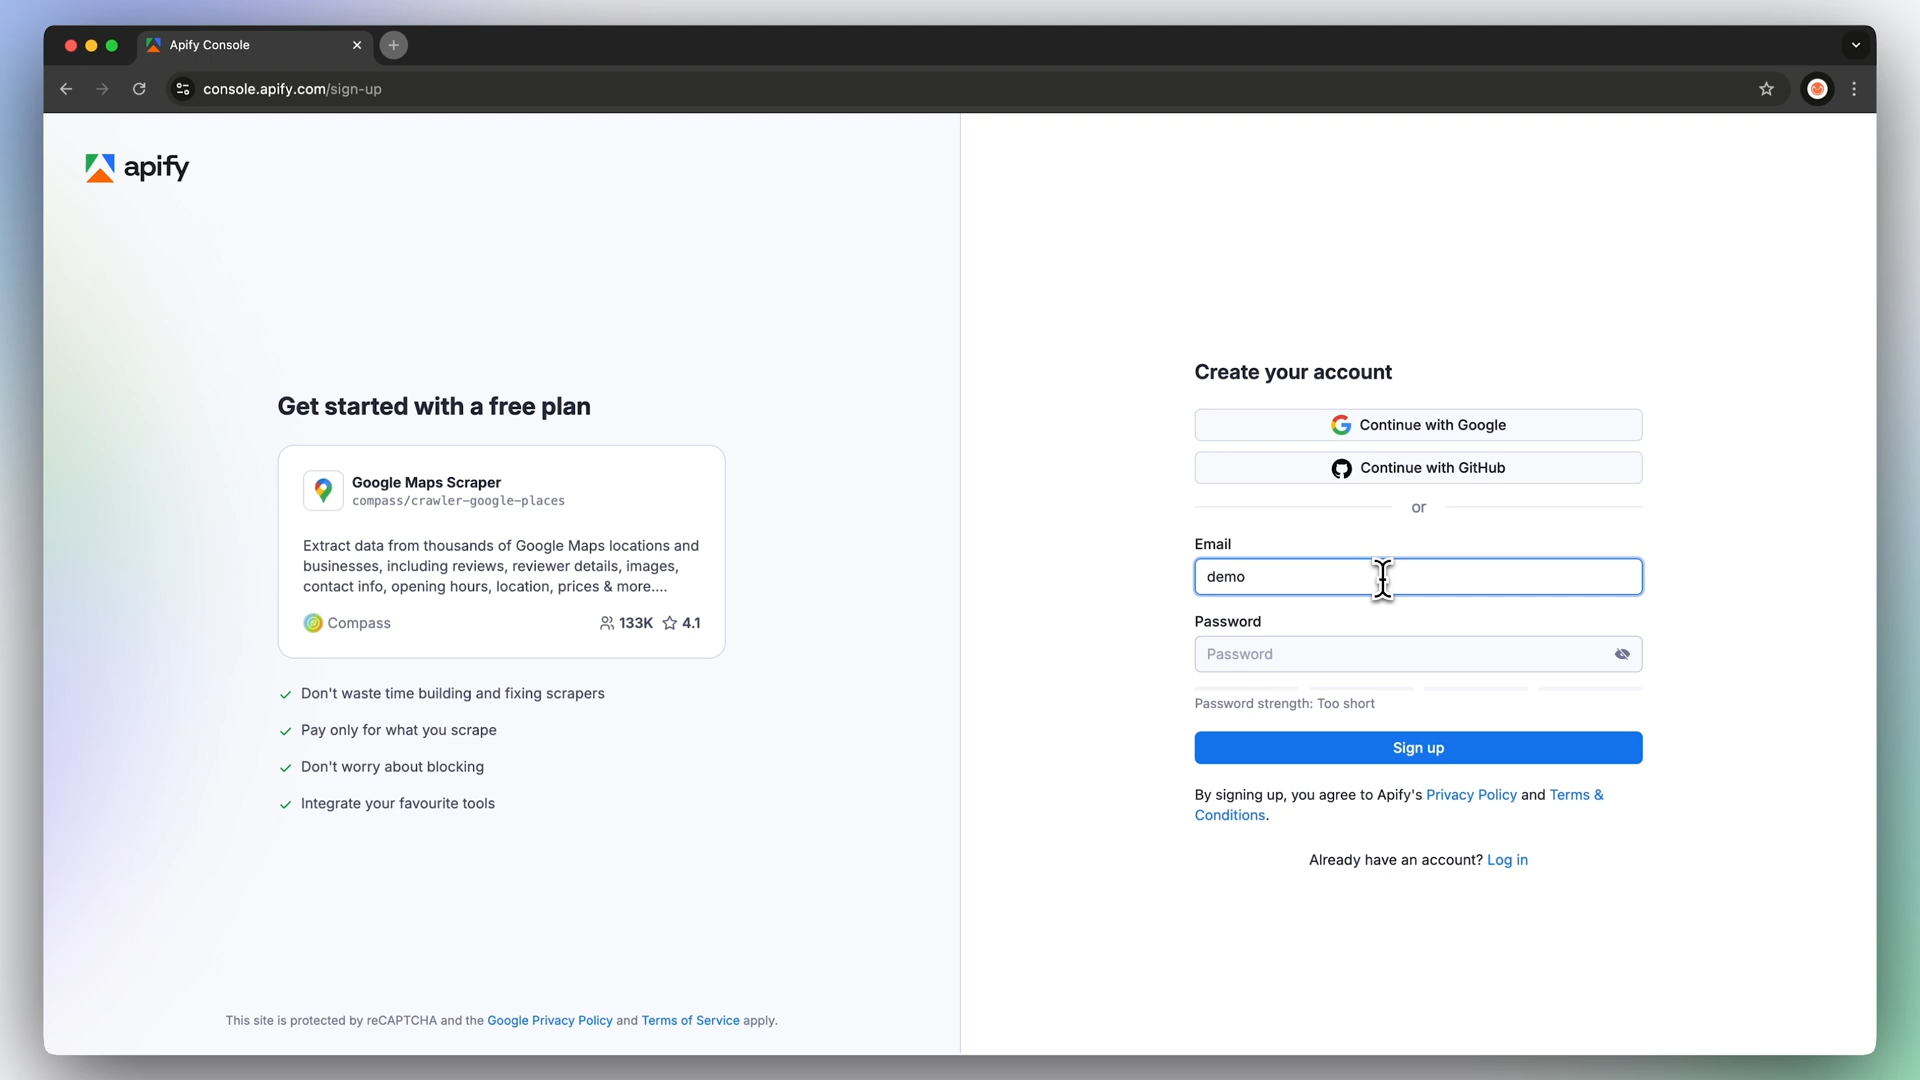 Apify Console
console.apify.com/sign-up
apify
Get started with a free plan
Google Maps Scraper
compass/crawler-google-places
Extract data from thousands of Google Maps locations and
businesses, including reviews, reviewer details, images,
contact info, opening hours, location, prices & more....
Compass 133K 4.1
Don't waste time building and fixing scrapers
Pay only for what you scrape
Don't worry about blocking
Integrate your favourite tools
This site is protected by reCAPTCHA and the Google Privacy Policy and Terms of Service apply.
Create your account
Continue with Google
Continue with GitHub
or
Email
demo
Password
Password
Password strength: Too short
Sign up
By signing up, you agree to Apify's Privacy Policy and Terms &
Conditions.
Already have an account? Log in